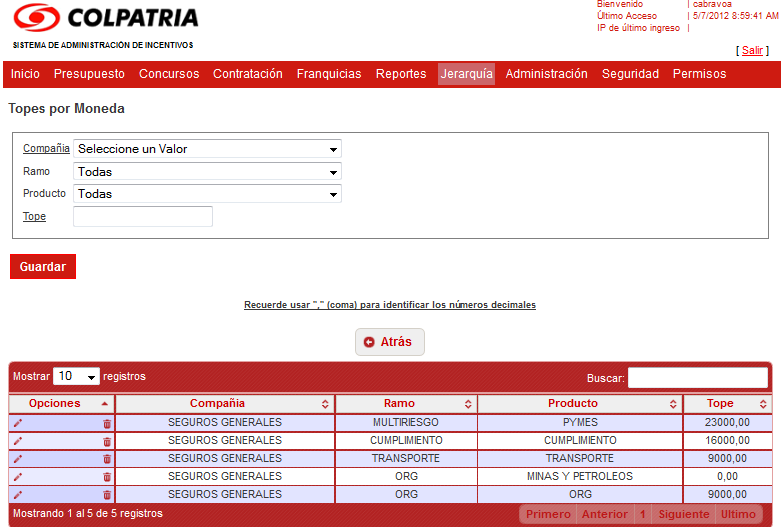 COLPATRIA
SISTEMA DE ADMINISTRACIÓN DE INCENTIVOS
Bienvenido | cabravoa
Último Acceso | 5/7/2012 8:59:41 AM
IP de último ingreso |
[ Salir ]
Inicio Presupuesto Concursos Contratación Franquicias Reportes Jerarquía Administración Seguridad Permisos
Topes por Moneda
Compañia Seleccione un Valor
Ramo Todas
Producto Todas
Tope
Guardar
Recuerde usar "," (coma) para identificar los números decimales
Atrás
Mostrar 10 registros Buscar:
Opciones Compañia Ramo Producto Tope
SEGUROS GENERALES MULTIRIESGO PYMES 23000,00
SEGUROS GENERALES CUMPLIMIENTO CUMPLIMIENTO 16000,00
SEGUROS GENERALES TRANSPORTE TRANSPORTE 9000,00
SEGUROS GENERALES ORG MINAS Y PETROLEOS 0,00
SEGUROS GENERALES ORG ORG 9000,00
Mostrando 1 al 5 de 5 registros Primero Anterior 1 Siguiente Ultimo